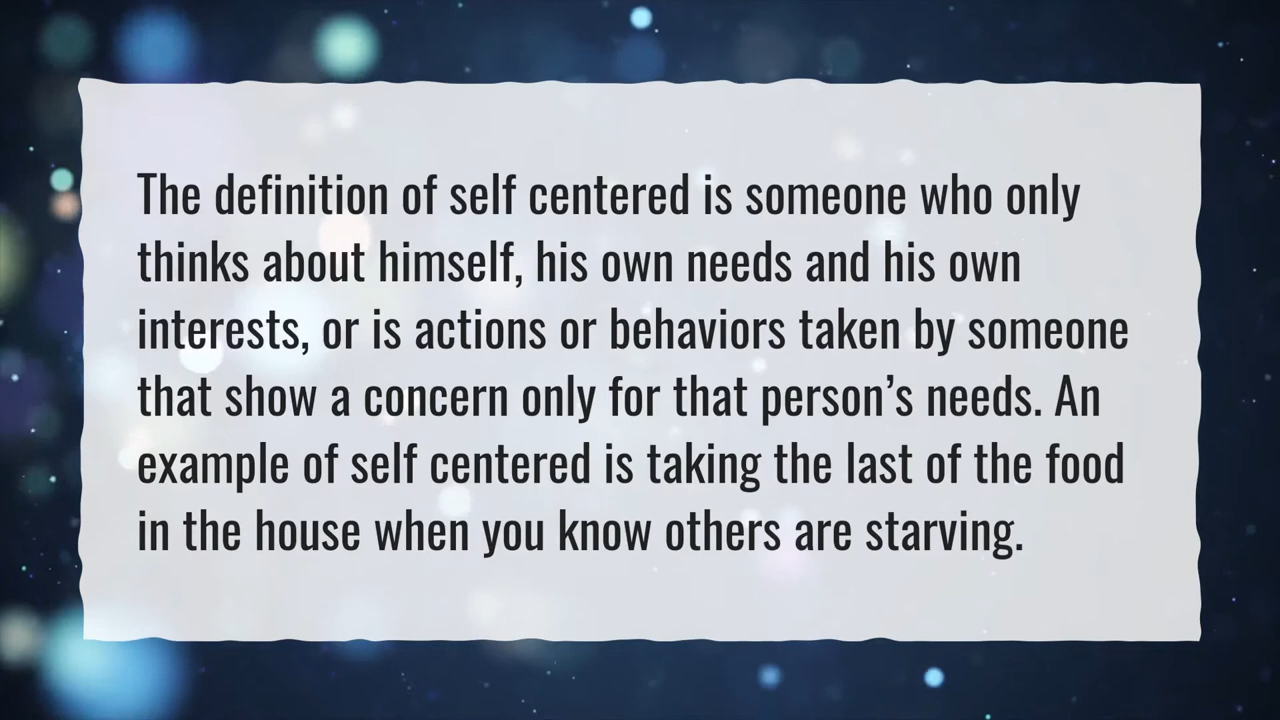 The definition of self centered is someone who only
thinks about himself, his own needs and his own
interests, or is actions or behaviors taken by someone
that show a concern only for that person’s needs. An
example of self centered is taking the last of the food
in the house when you know others are starving.